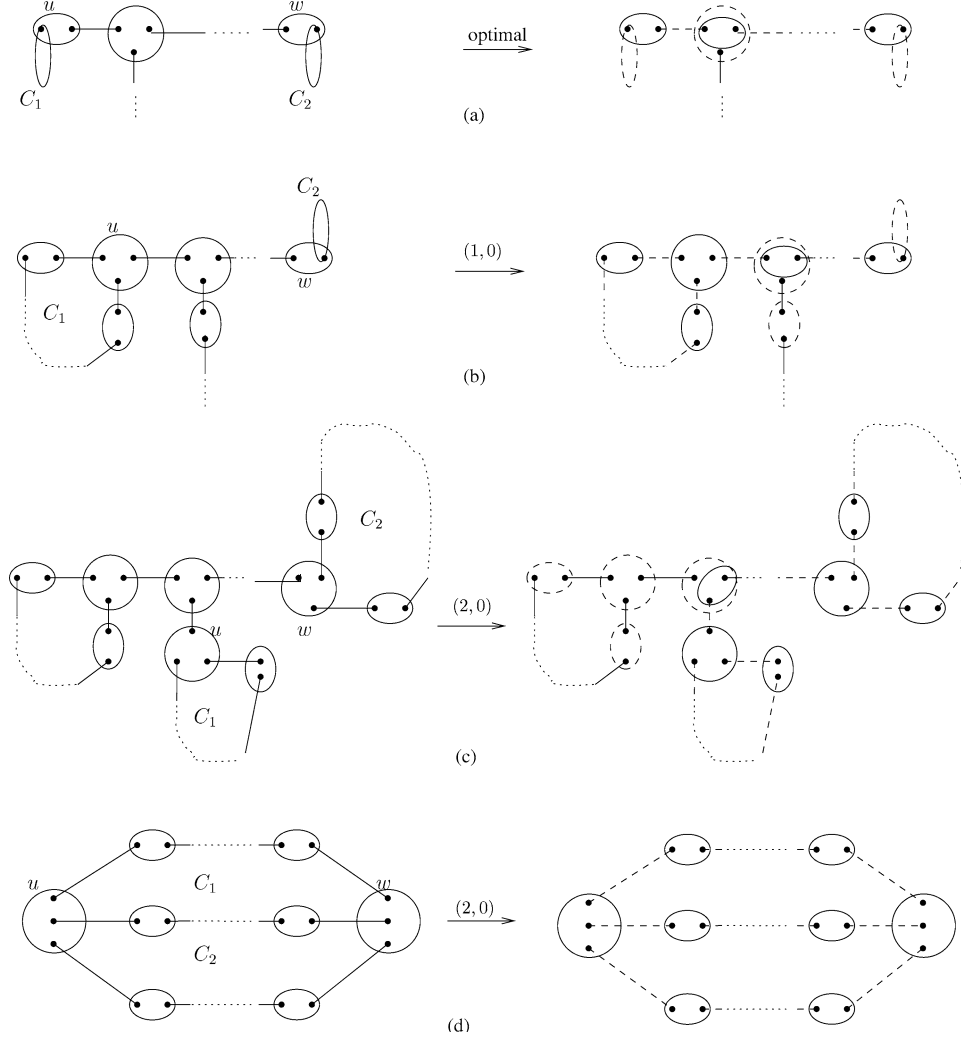 u w
optimal
C₁ C₂
(a)
C₂
u
(1, 0)
w
C₁
(b)
C₂
(2, 0)
u w
C₁
(c)
u C₁ w
(2, 0)
C₂
(d)